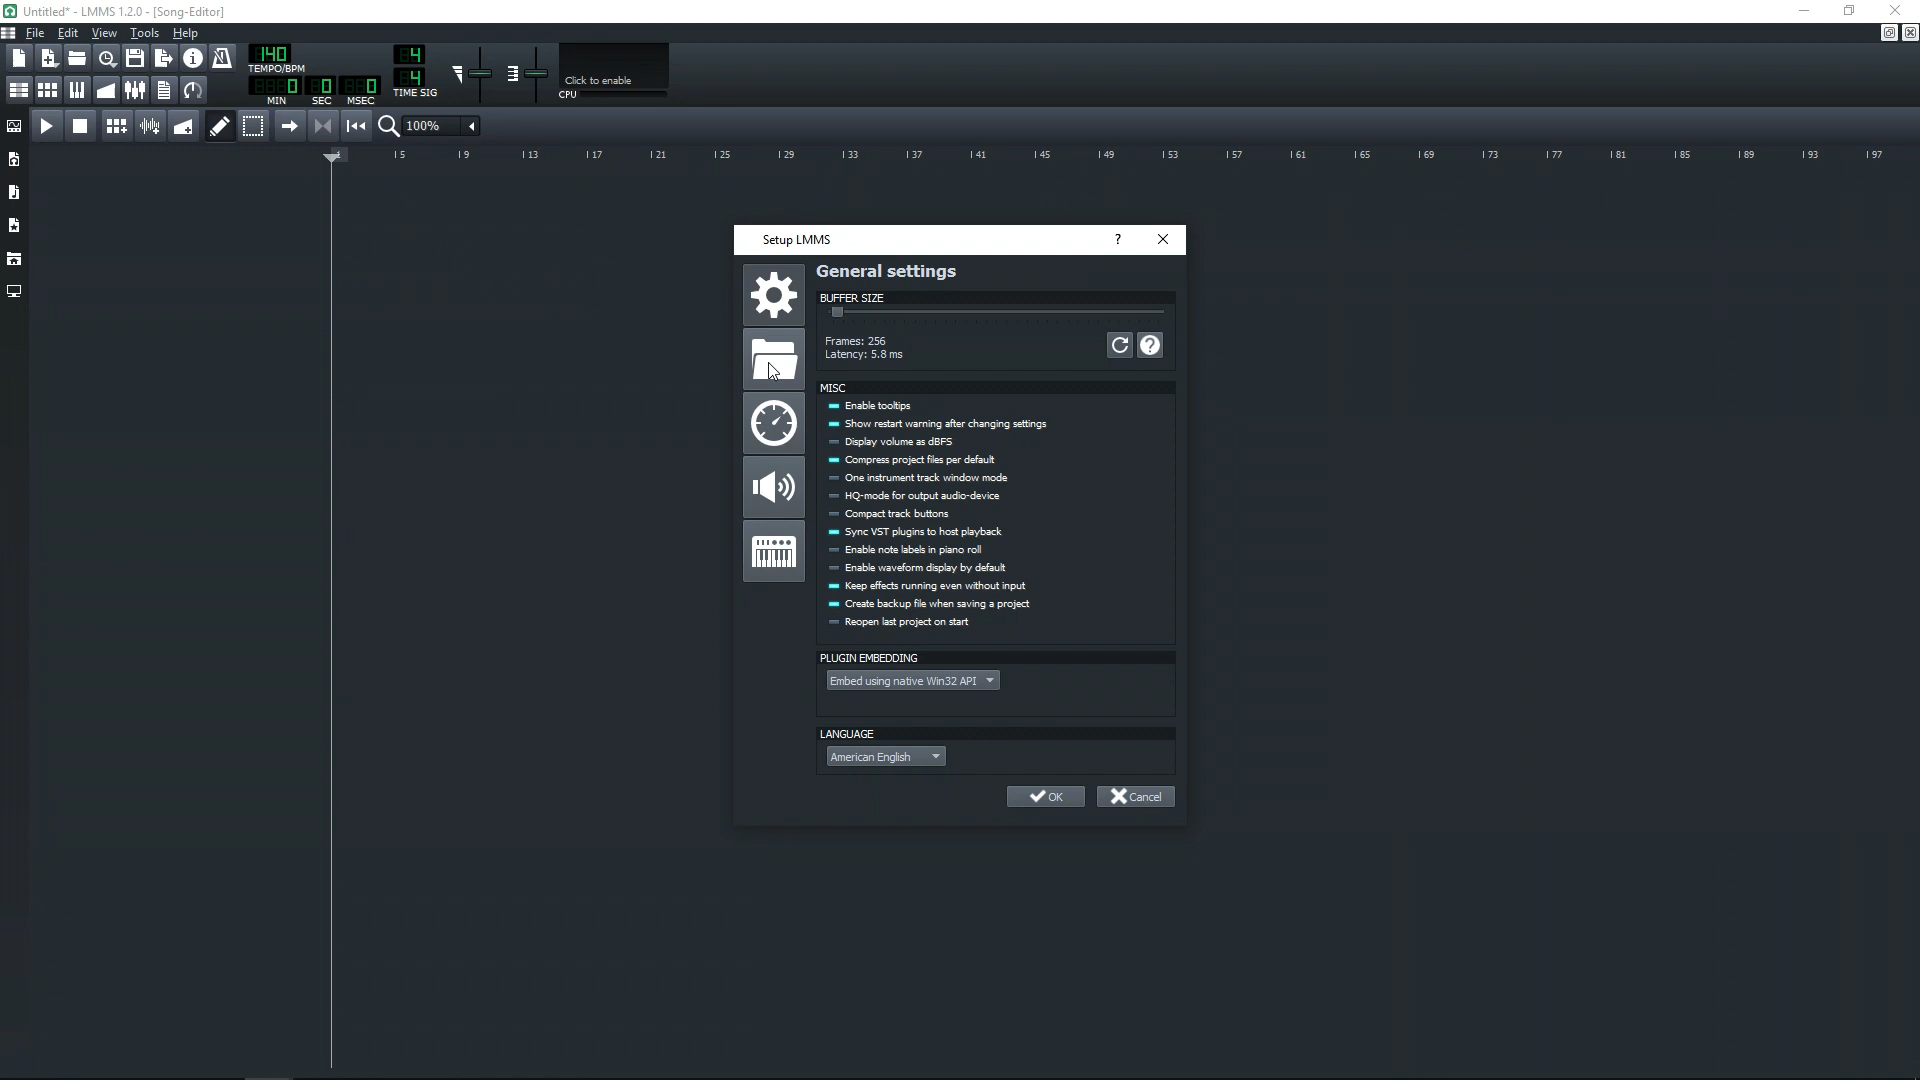 Untitled* - LMMS 1.2.0 - [Song-Editor]
File Edit View Tools Help
140
TEMPO/BPM
0 0 0
MIN SEC MSEC
4
4
TIME SIG
Click to enable
CPU
100%
1 5 9 13 17 21 25 29 33 37 41 45 49 53 57 61 65 69 73 77 81 85 89 93 97
Setup LMMS
General settings
BUFFER SIZE
Frames: 256
Latency: 5.8 ms
MISC
Enable tooltips
Show restart warning after changing settings
Display volume as dBFS
Compress project files per default
One instrument track window mode
HQ-mode for output audio-device
Compact track buttons
Sync VST plugins to host playback
Enable note labels in piano roll
Enable waveform display by default
Keep effects running even without input
Create backup file when saving a project
Reopen last project on start
PLUGIN EMBEDDING
Embed using native Win32 API
LANGUAGE
American English
OK Cancel